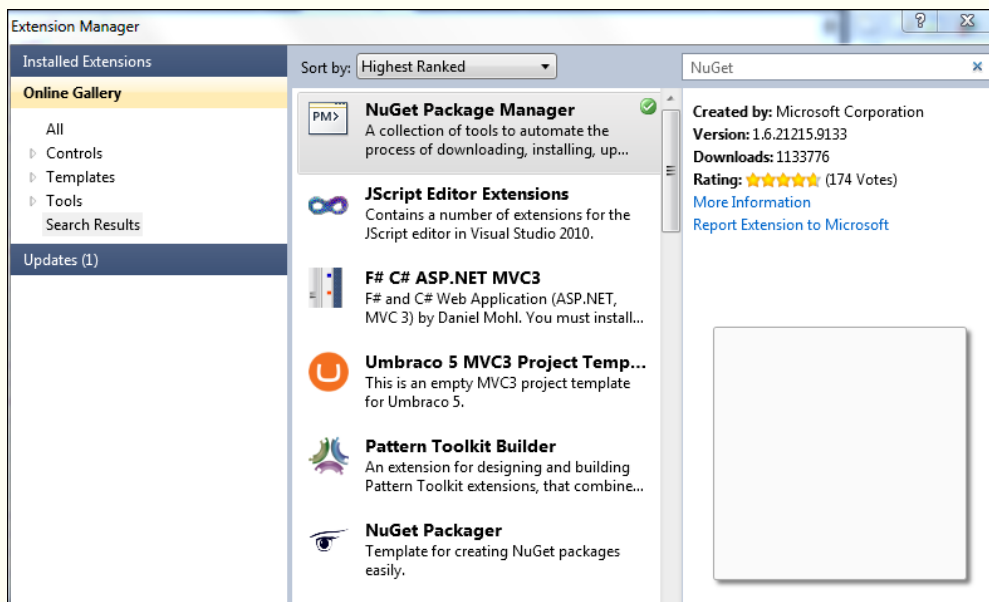 Extension Manager
Installed Extensions
Online Gallery
All
Controls
Templates
Tools
Search Results
Updates (1)
Sort by: Highest Ranked
PM>
NuGet Package Manager
A collection of tools to automate the
process of downloading, installing, up...
JScript Editor Extensions
Contains a number of extensions for the
JScript editor in Visual Studio 2010.
F# C# ASP.NET MVC3
F# and C# Web Application (ASP.NET,
MVC 3) by Daniel Mohl. You must install...
Umbraco 5 MVC3 Project Temp...
This is an empty MVC3 project template
for Umbraco 5.
Pattern Toolkit Builder
An extension for designing and building
Pattern Toolkit extensions, that combine...
NuGet Packager
Template for creating NuGet packages
easily.
NuGet
Created by: Microsoft Corporation
Version: 1.6.21215.9133
Downloads: 1133776
Rating: (174 Votes)
More Information
Report Extension to Microsoft